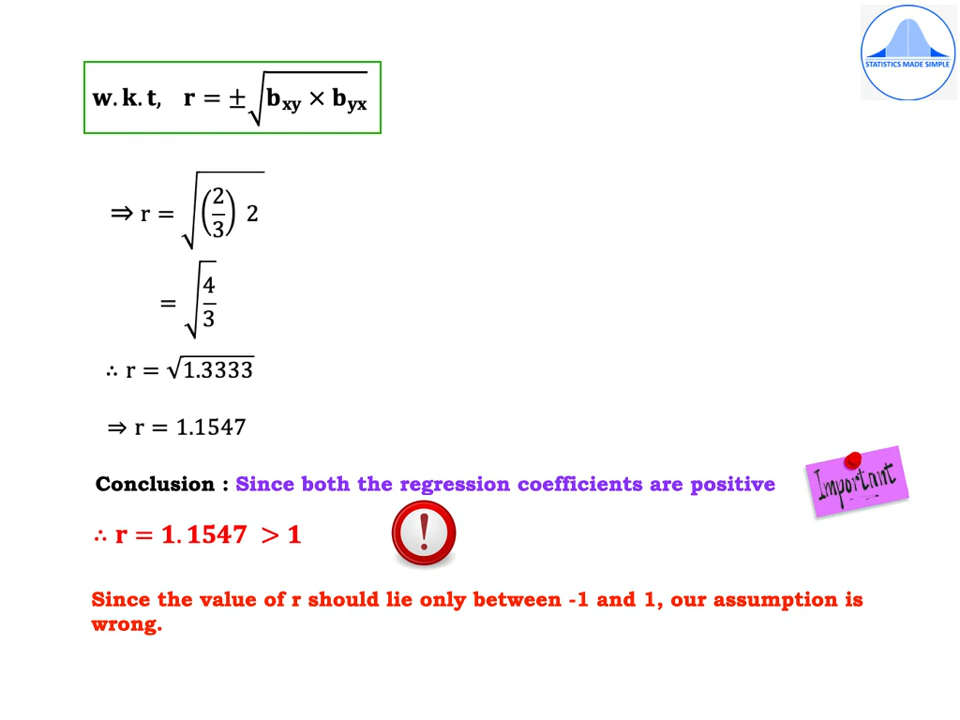 STATISTICS MADE SIMPLE
w.k.t, r = ±√(b_xy × b_yx)
⇒ r = √((2/3) 2)
= √(4/3)
∴ r = √1.3333
⇒ r = 1.1547
Conclusion : Since both the regression coefficients are positive
Important
∴ r = 1.1547 > 1
Since the value of r should lie only between -1 and 1, our assumption is
wrong.